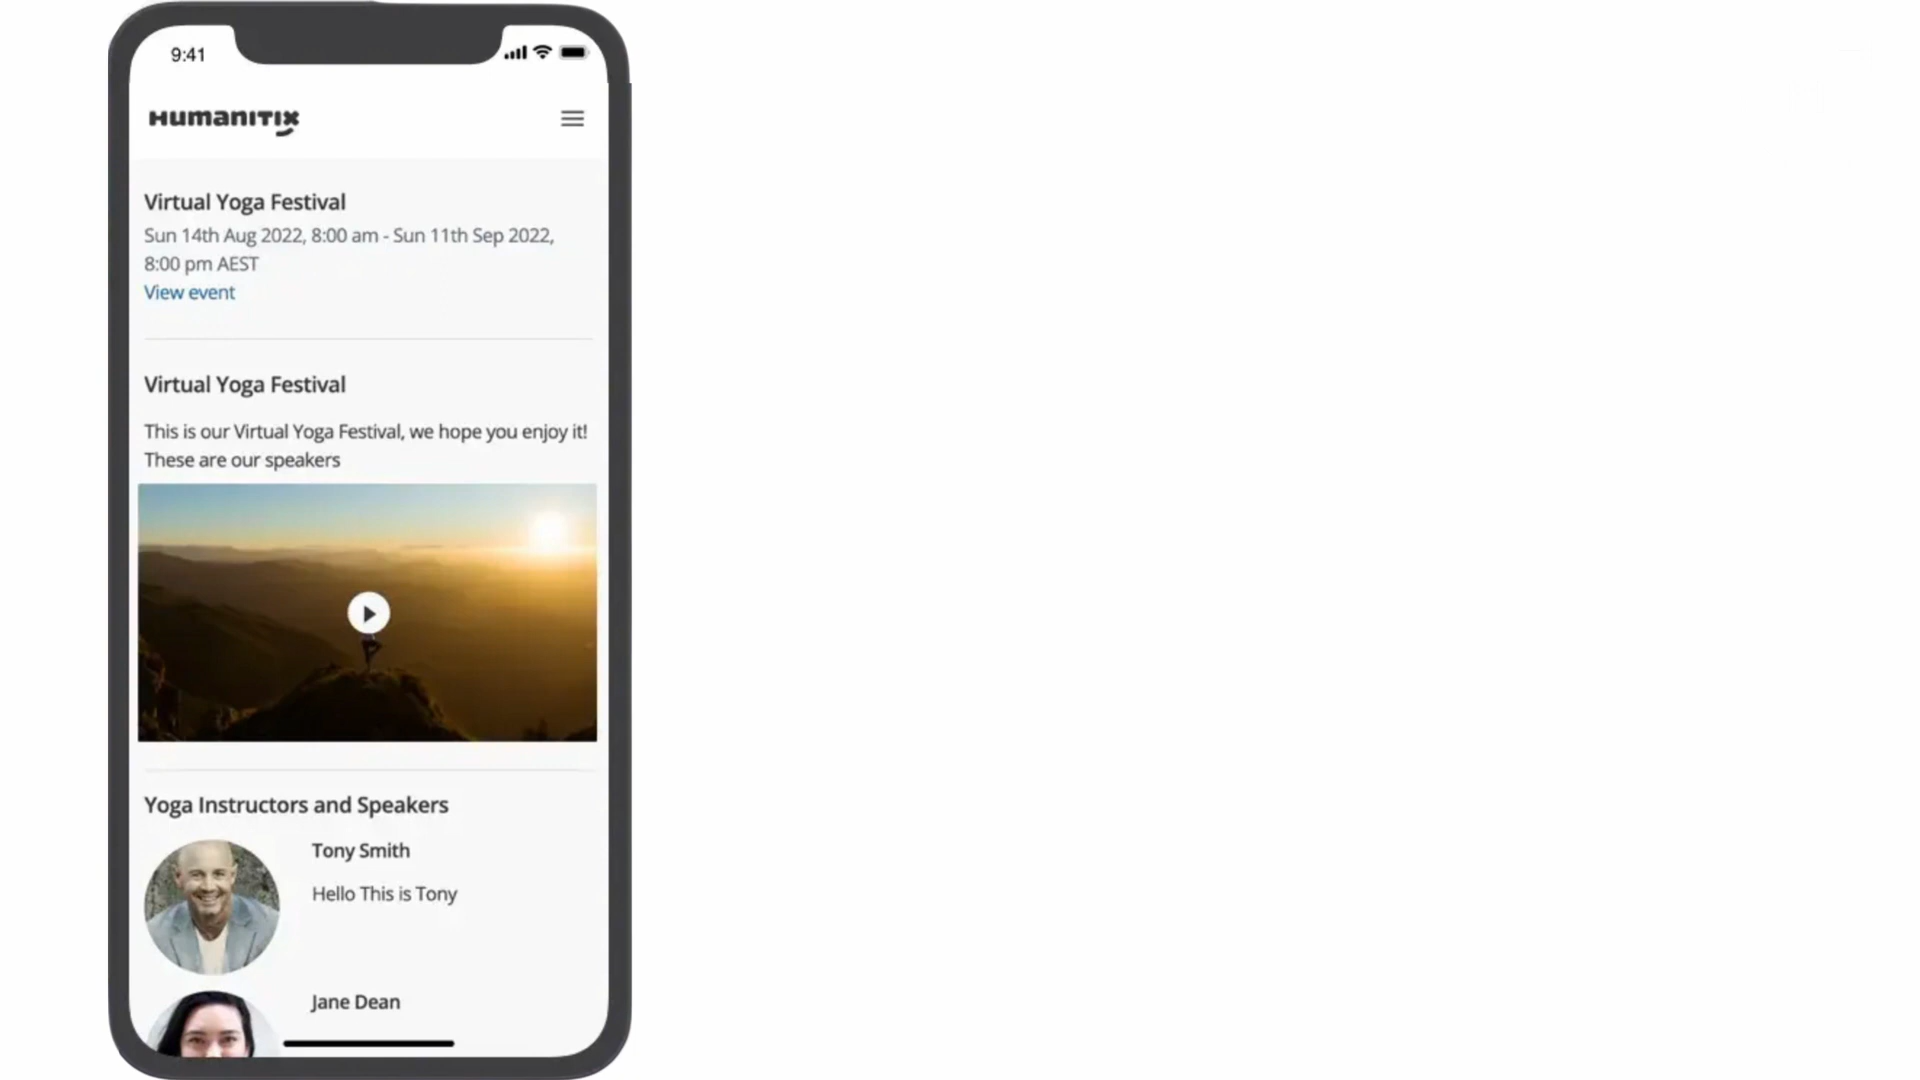 9:41
HumaniTix
Virtual Yoga Festival
Sun 14th Aug 2022, 8:00 am - Sun 11th Sep 2022,
8:00 pm AEST
View event
Virtual Yoga Festival
This is our Virtual Yoga Festival, we hope you enjoy it!
These are our speakers
Yoga Instructors and Speakers
Tony Smith
Hello This is Tony
Jane Dean